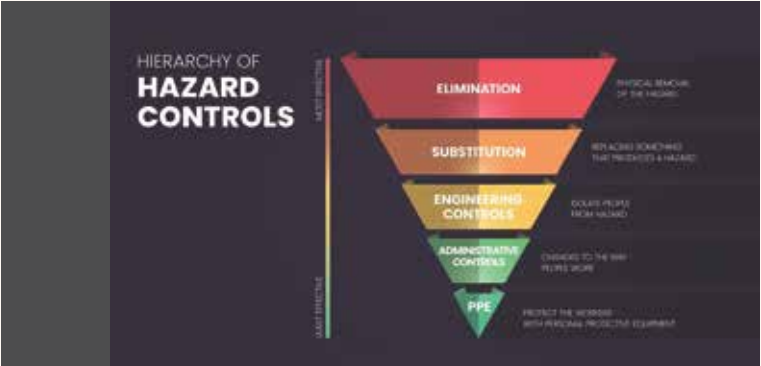 HIERARCHY OF
HAZARD
CONTROLS
MOST EFFECTIVE
LEAST EFFECTIVE
ELIMINATION
PHYSICAL REMOVAL
OF THE HAZARD
SUBSTITUTION
REPLACING SOMETHING
THAT PRODUCES A HAZARD
ENGINEERING
CONTROLS
ISOLATE PEOPLE
FROM HAZARD
ADMINISTRATIVE
CONTROLS
CHANGES TO THE WAY
PEOPLE WORK
PPE
PROTECT THE WORKER
WITH PERSONAL PROTECTIVE EQUIPMENT